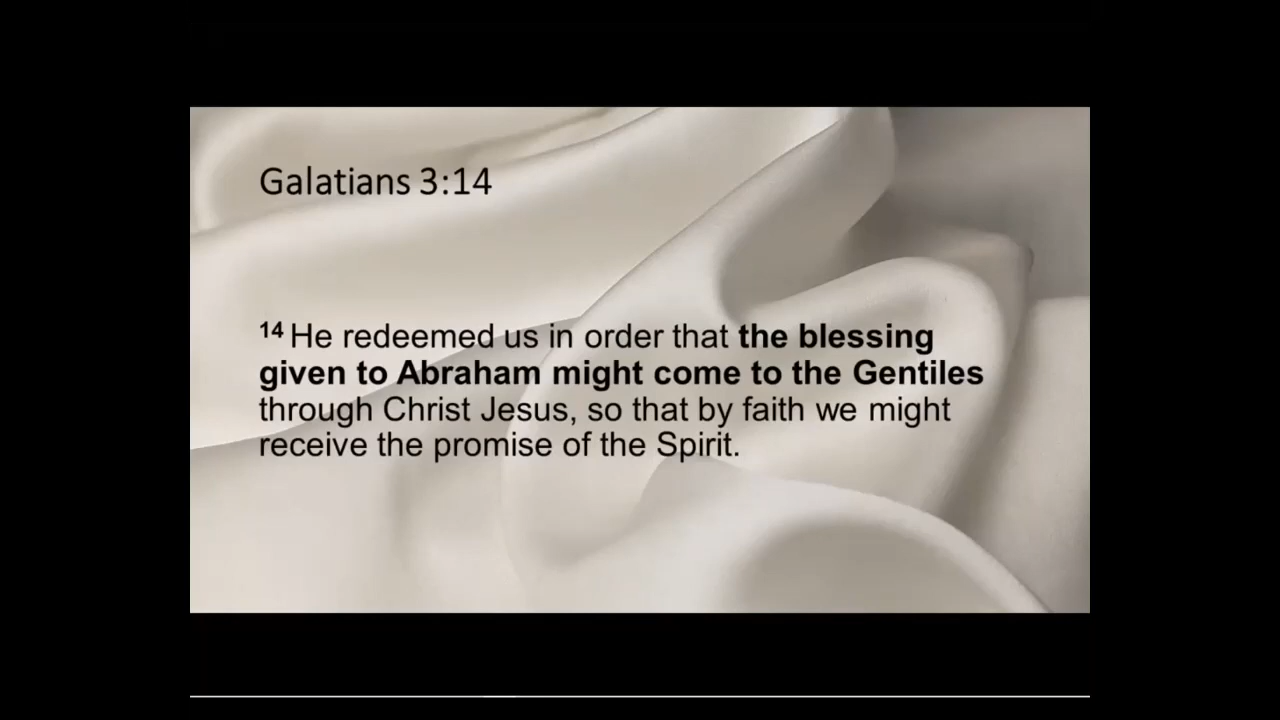 Galatians 3:14
14 He redeemed us in order that the blessing
given to Abraham might come to the Gentiles
through Christ Jesus, so that by faith we might
receive the promise of the Spirit.